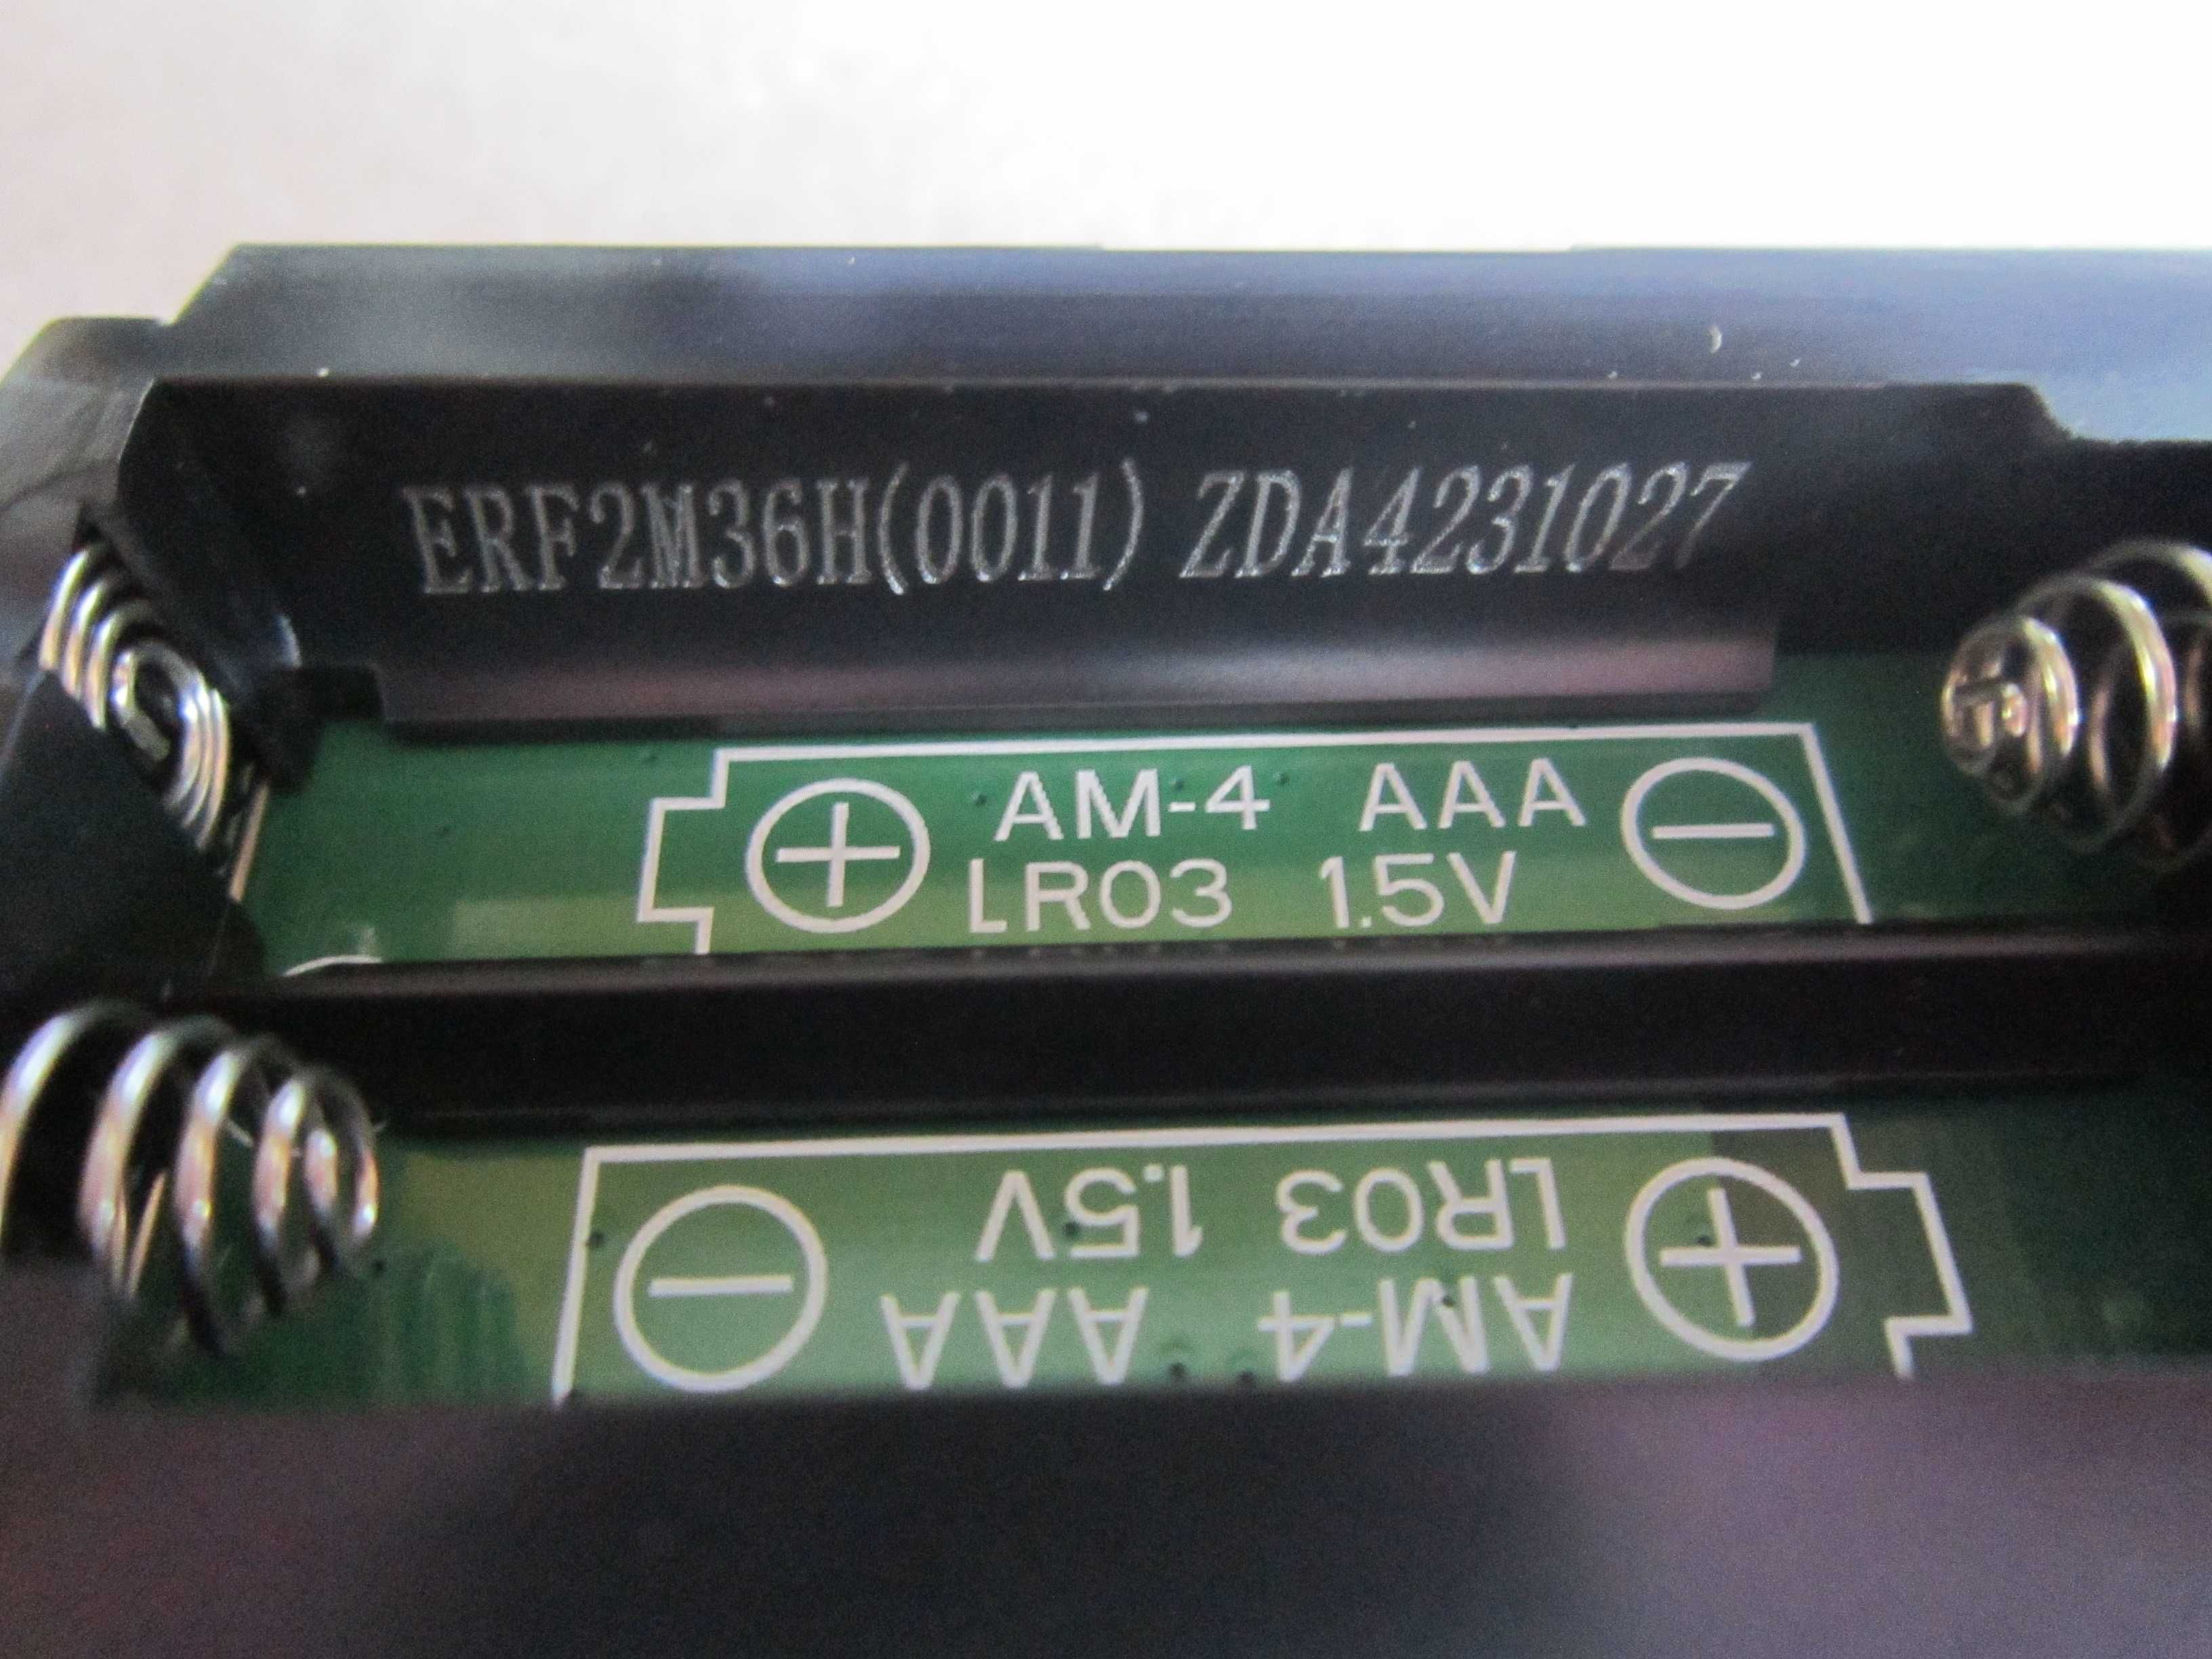 ERF2M36H(0011) ZDA4231027
+ AM-4 AAA -
LR03 1.5V
AM-4 AAA
LR03 1.5V